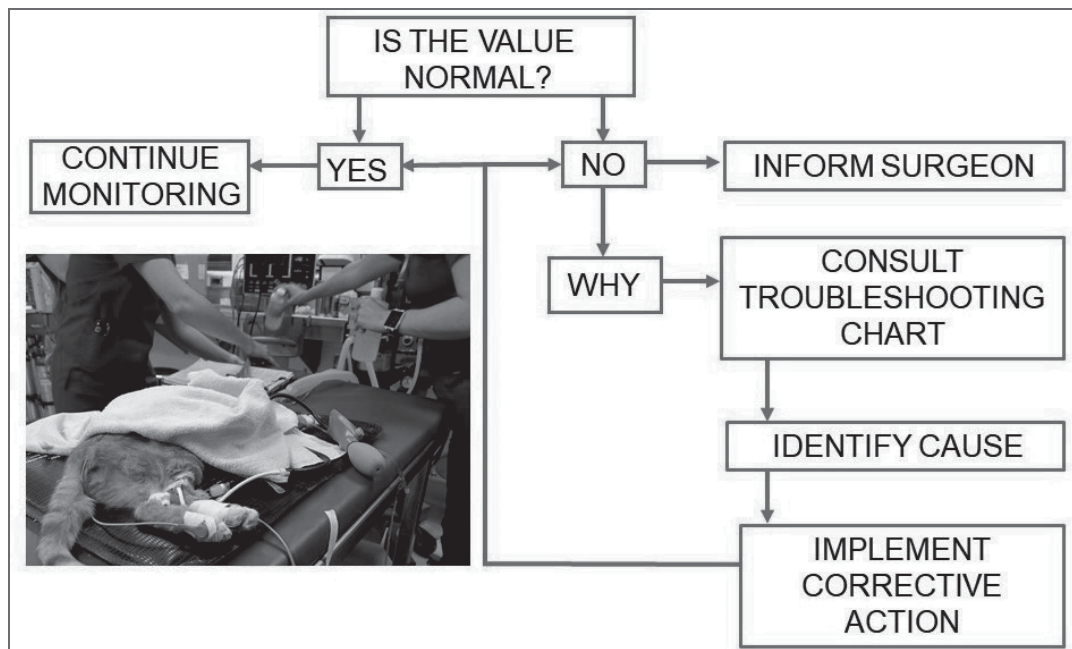 IS THE VALUE
NORMAL?
CONTINUE
MONITORING
YES
NO
INFORM SURGEON
WHY
CONSULT
TROUBLESHOOTING
CHART
IDENTIFY CAUSE
IMPLEMENT
CORRECTIVE
ACTION